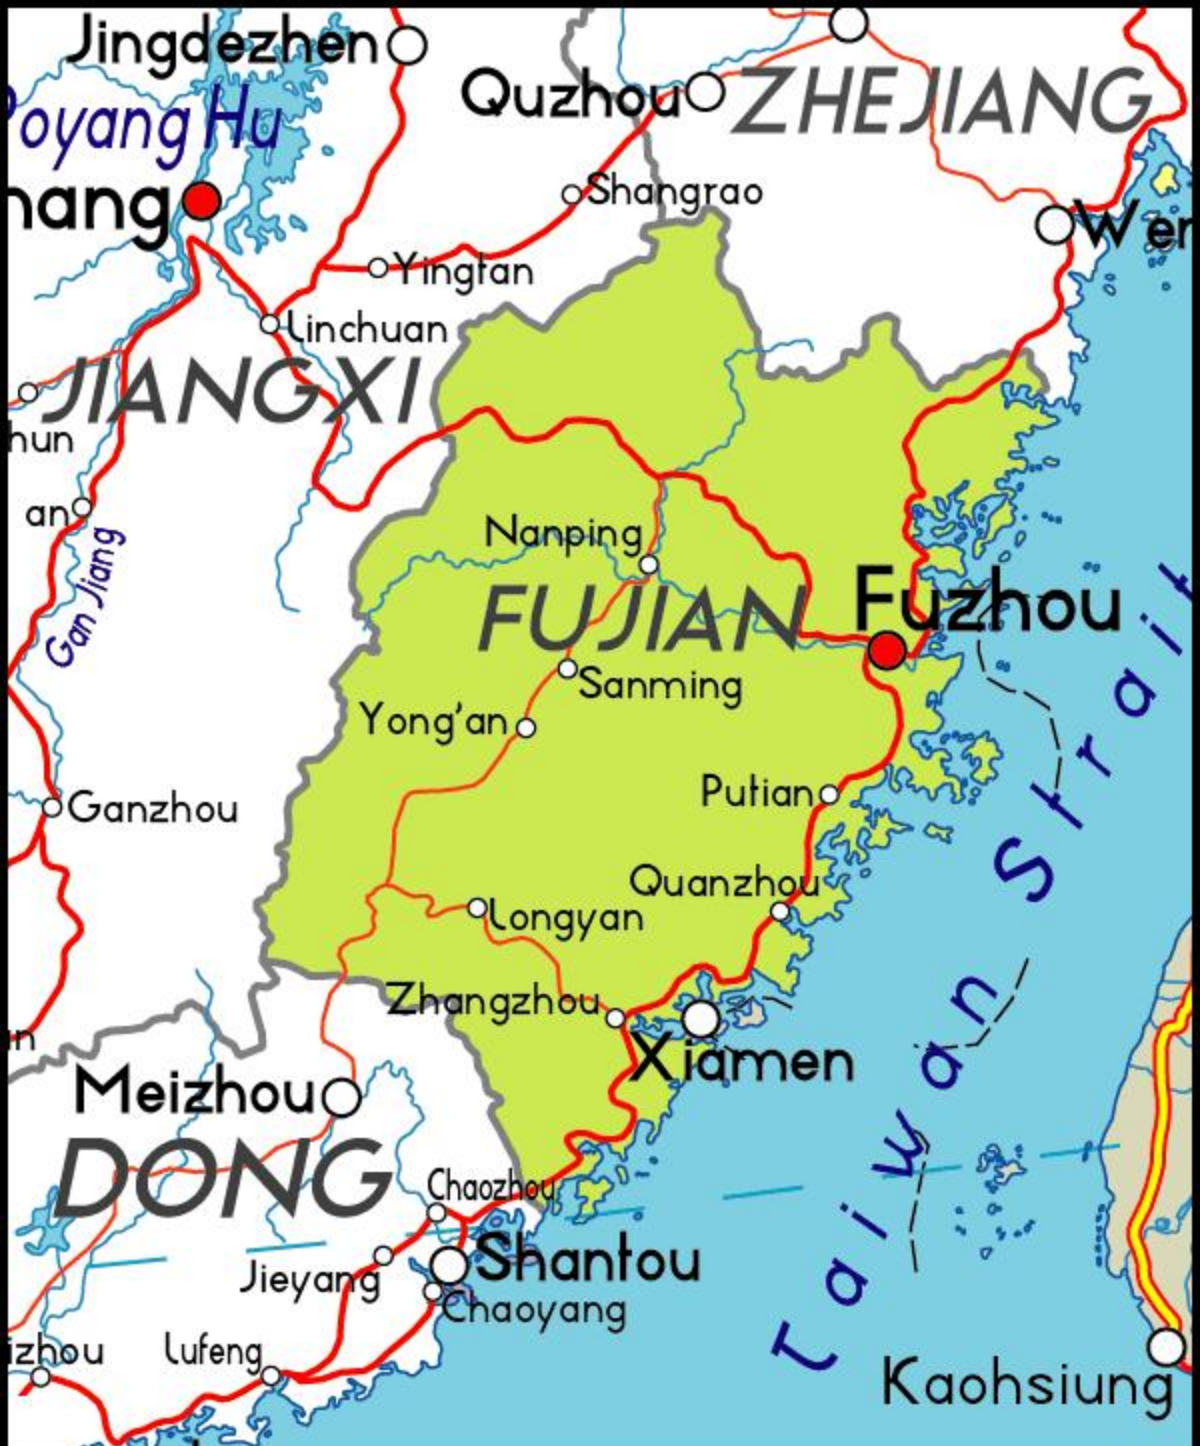 Jingdezhen
Quzhou
ZHEJIANG
Poyang Hu
hang
Shangrao
Wen
Yingtan
Linchuan
JIANGXI
hun
an
Nanping
Gan Jiang
FUJIAN
Fuzhou
Sanming
Yong'an
Putian
Ganzhou
Quanzhou
Longyan
Taiwan Strait
Zhangzhou
Xiamen
Meizhou
DONG
Chaozhou
Shantou
Jieyang
Chaoyang
izhou
Lufeng
Kaohsiung